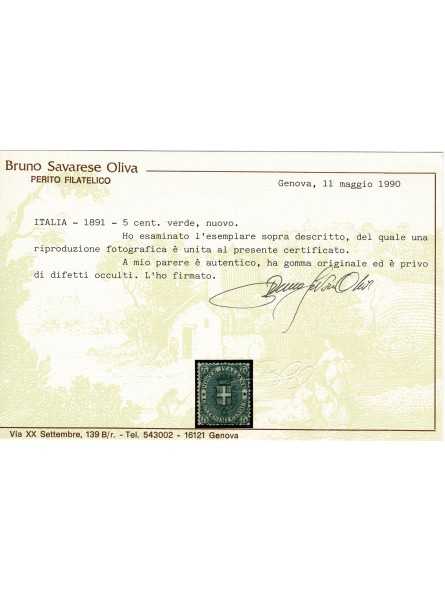 Bruno Savarese Oliva
PERITO FILATELICO
Genova, 11 maggio 1990
ITALIA - 1891 - 5 cent. verde, nuovo.
Ho esaminato l'esemplare sopra descritto, del quale una
riproduzione fotografica è unita al presente certificato.
A mio parere è autentico, ha gomma originale ed è privo
di difetti occulti. L'ho firmato.
POSTE ITALIANE
Via XX Settembre, 139 B/r. - Tel. 543002 - 16121 Genova